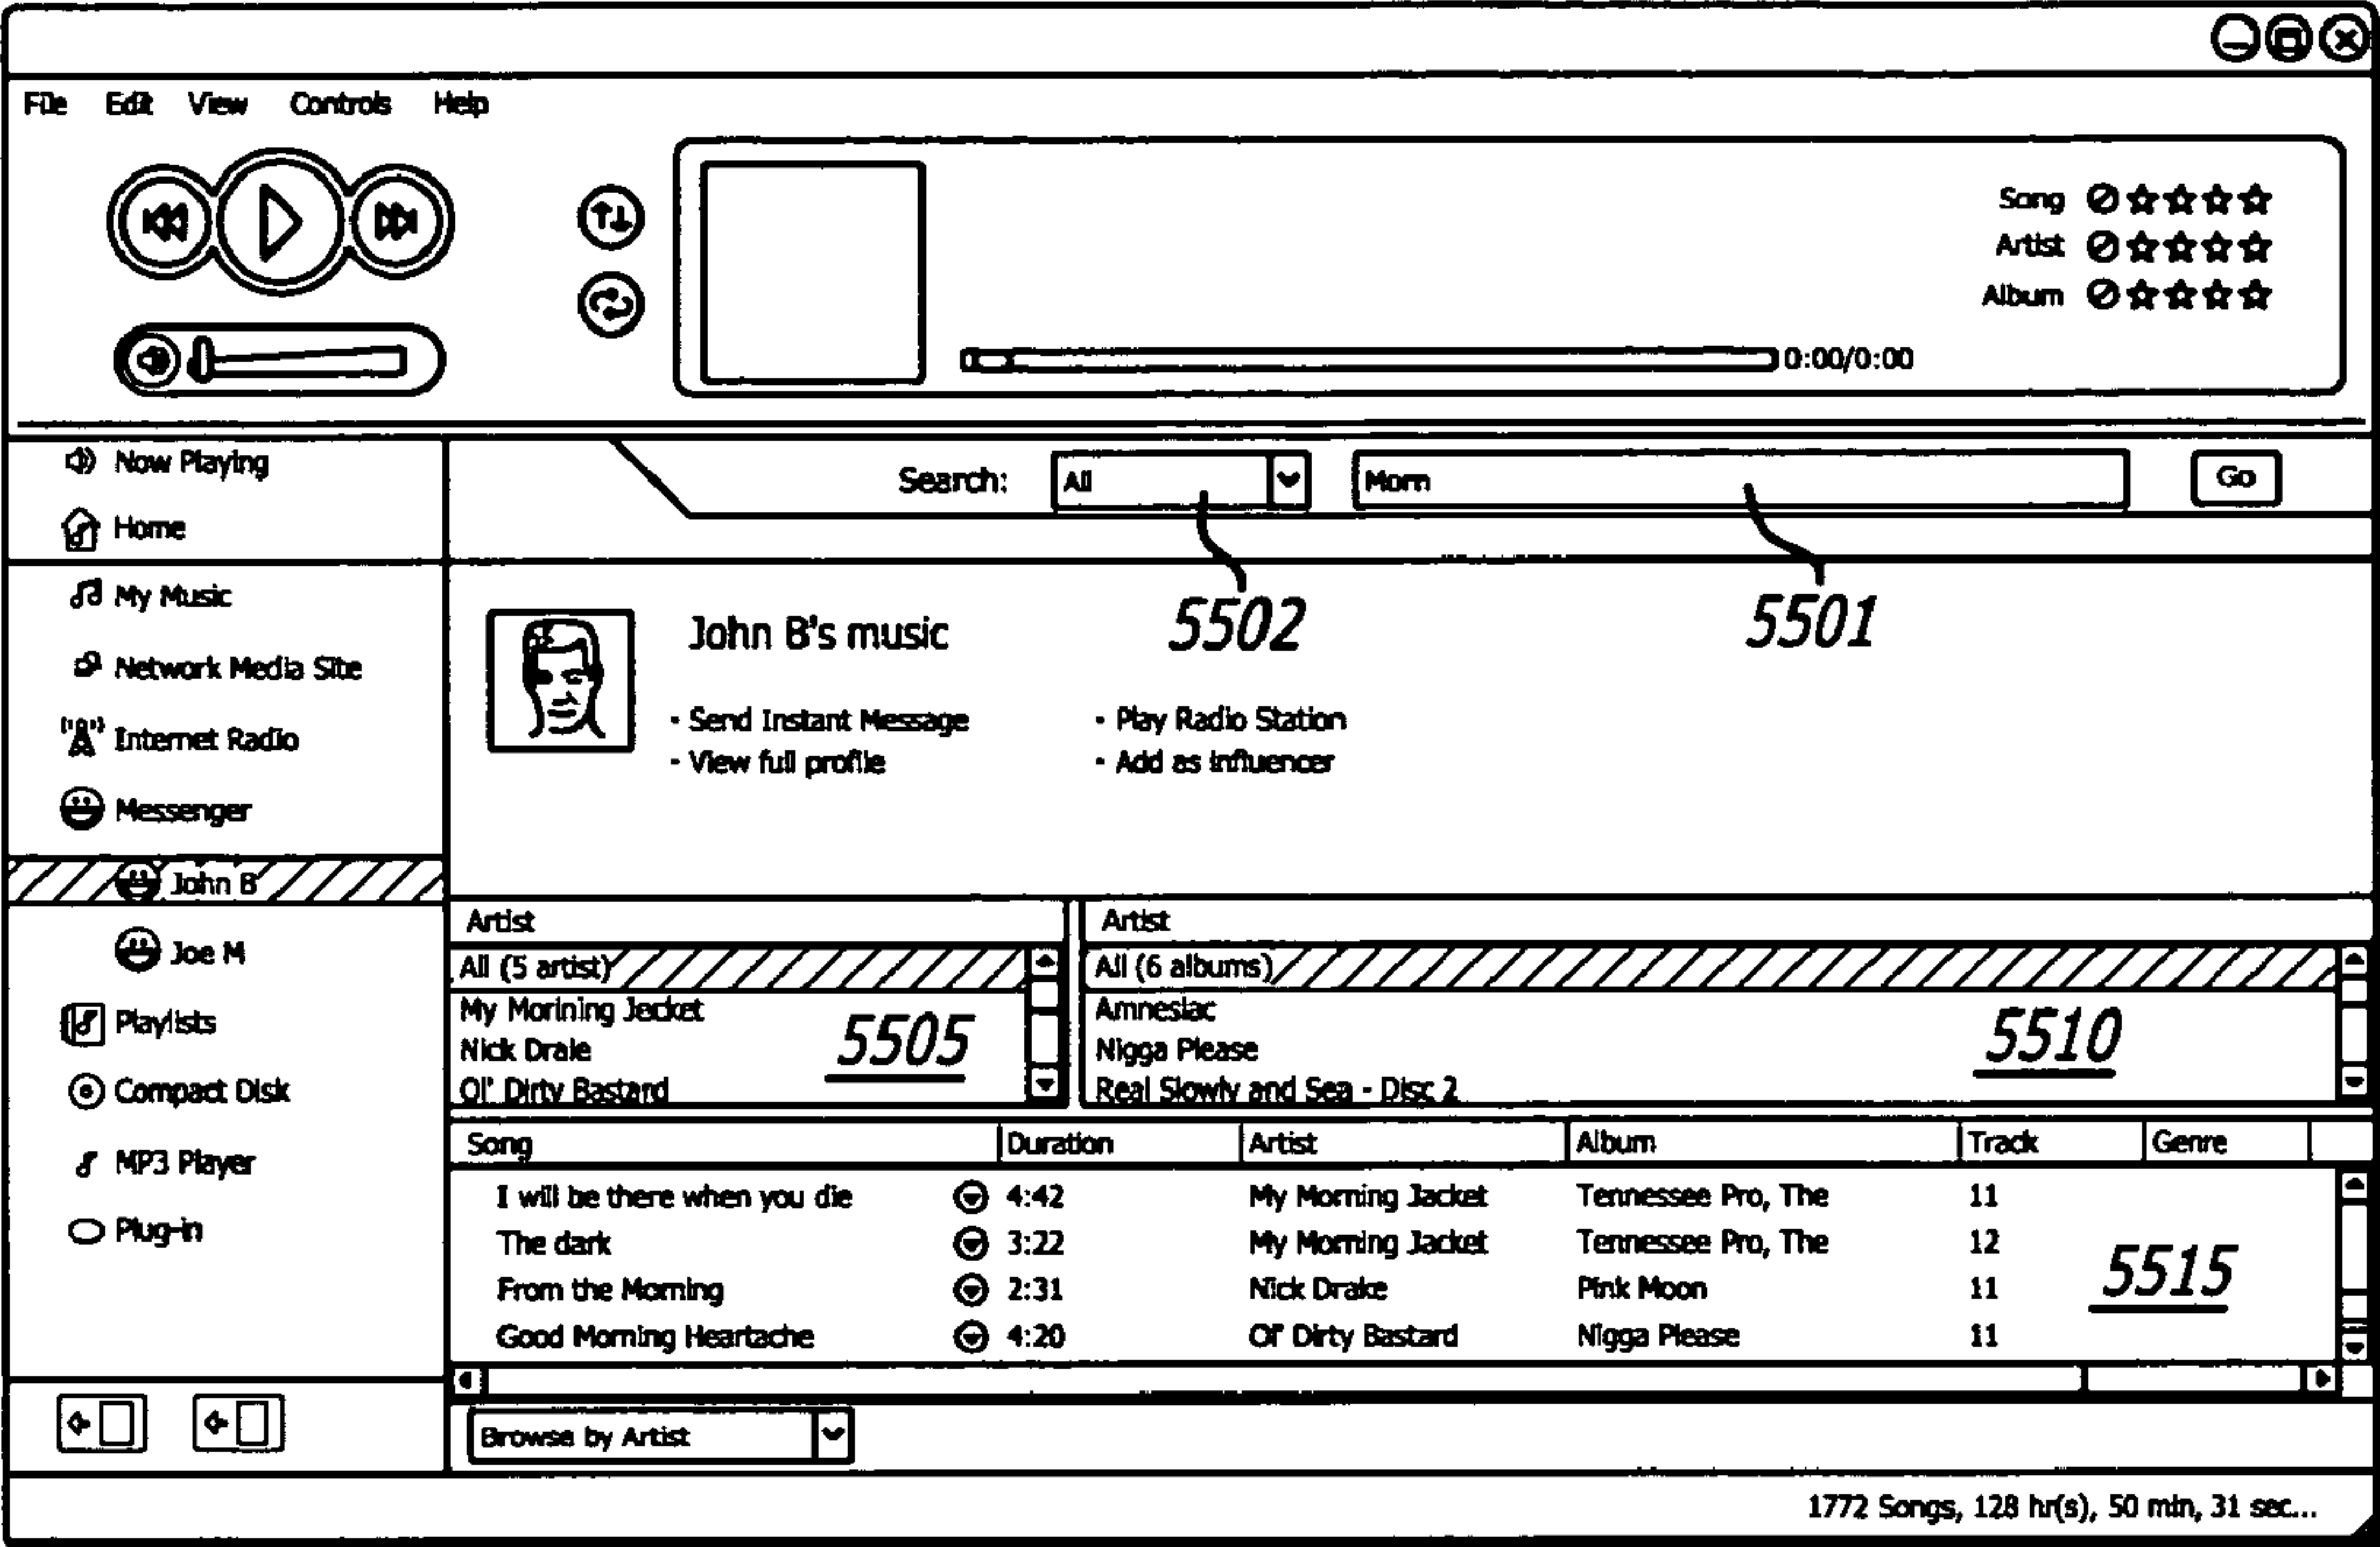 File Edit View Controls Help
Song
Artist
Album
0:00/0:00
Now Playing
Home
My Music
Network Media Site
Internet Radio
Messenger
John B
Joe M
Playlists
Compact Disk
MP3 Player
Plug-in
Search: All Morn Go
5502 5501
John B's music
- Send Instant Message - Play Radio Station
- View full profile - Add as influencer
Artist Artist
All (5 artist) All (6 albums)
My Morining Jacket Amnesiac
Nick Drale Nigga Please
Ol' Dirty Bastard Real Slowly and Sea - Disc 2
5505 5510
Song Duration Artist Album Track Genre
I will be there when you die 4:42 My Morning Jacket Tennessee Pro, The 11
The dark 3:22 My Morning Jacket Tennessee Pro, The 12
From the Morning 2:31 Nick Drake Pink Moon 11
Good Morning Heartache 4:20 Ol' Dirty Bastard Nigga Please 11
5515
Browse by Artist
1772 Songs, 128 hr(s), 50 min, 31 sec...